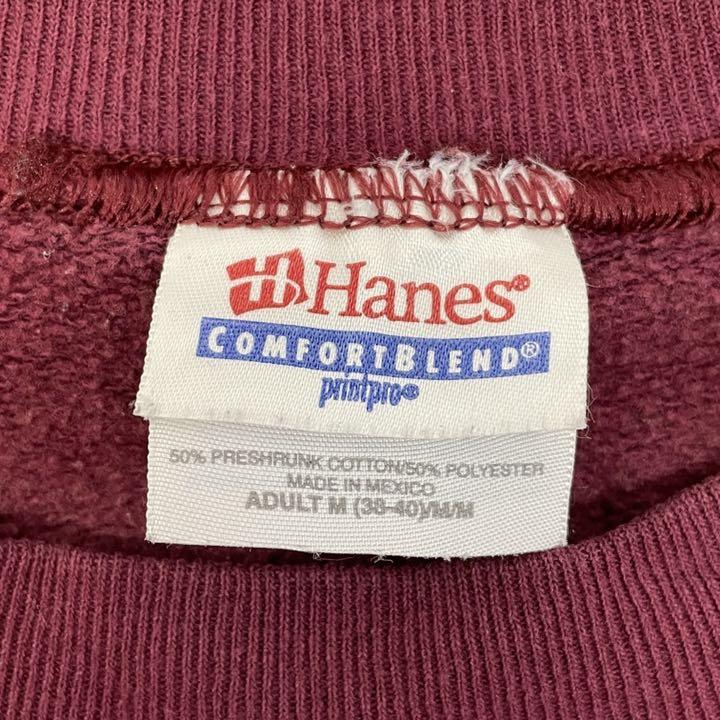 Hanes®
COMFORTBLEND®
printpro®
50% PRESHRUNK COTTON/50% POLYESTER
MADE IN MEXICO
ADULT M (38-40)/M/M